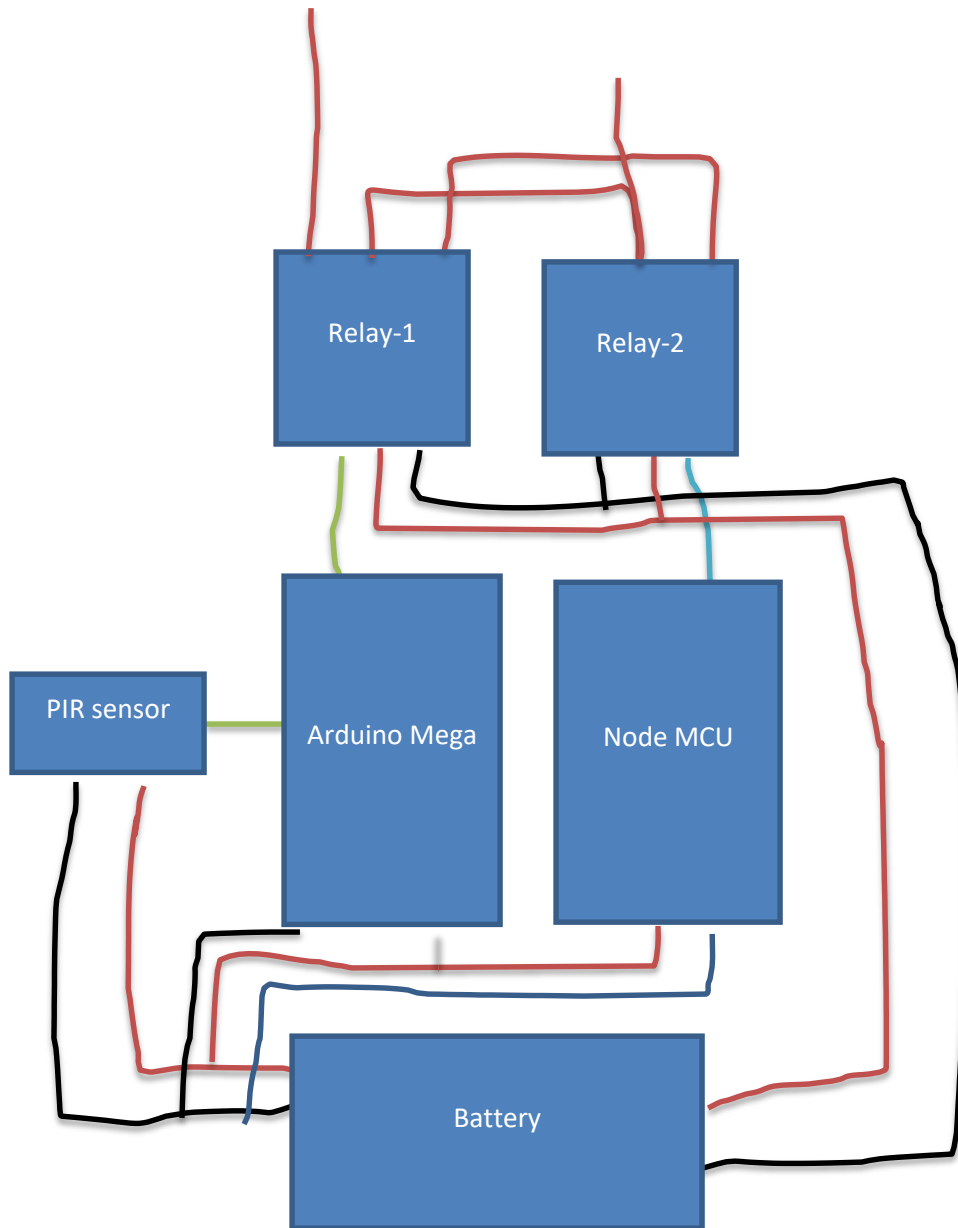 Relay-1
Relay-2
PIR sensor
Arduino Mega
Node MCU
Battery